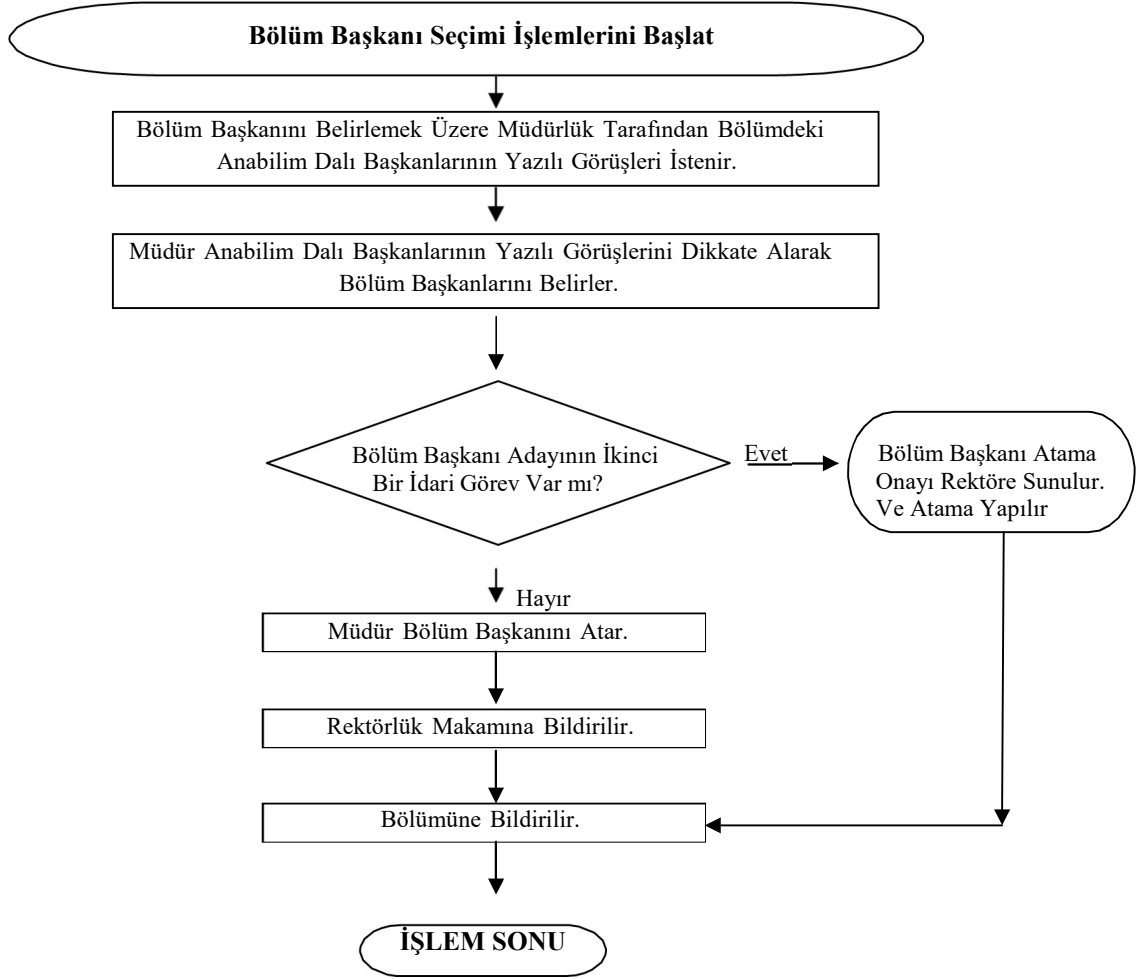 Bölüm Başkanı Seçimi İşlemlerini Başlat
Bölüm Başkanını Belirlemek Üzere Müdürlük Tarafından Bölümdeki
Anabilim Dalı Başkanlarının Yazılı Görüşleri İstenir.
Müdür Anabilim Dalı Başkanlarının Yazılı Görüşlerini Dikkate Alarak
Bölüm Başkanlarını Belirler.
Bölüm Başkanı Adayının İkinci
Bir İdari Görev Var mı?
Evet
Bölüm Başkanı Atama
Onayı Rektöre Sunulur.
Ve Atama Yapılır
Hayır
Müdür Bölüm Başkanını Atar.
Rektörlük Makamına Bildirilir.
Bölümüne Bildirilir.
İŞLEM SONU